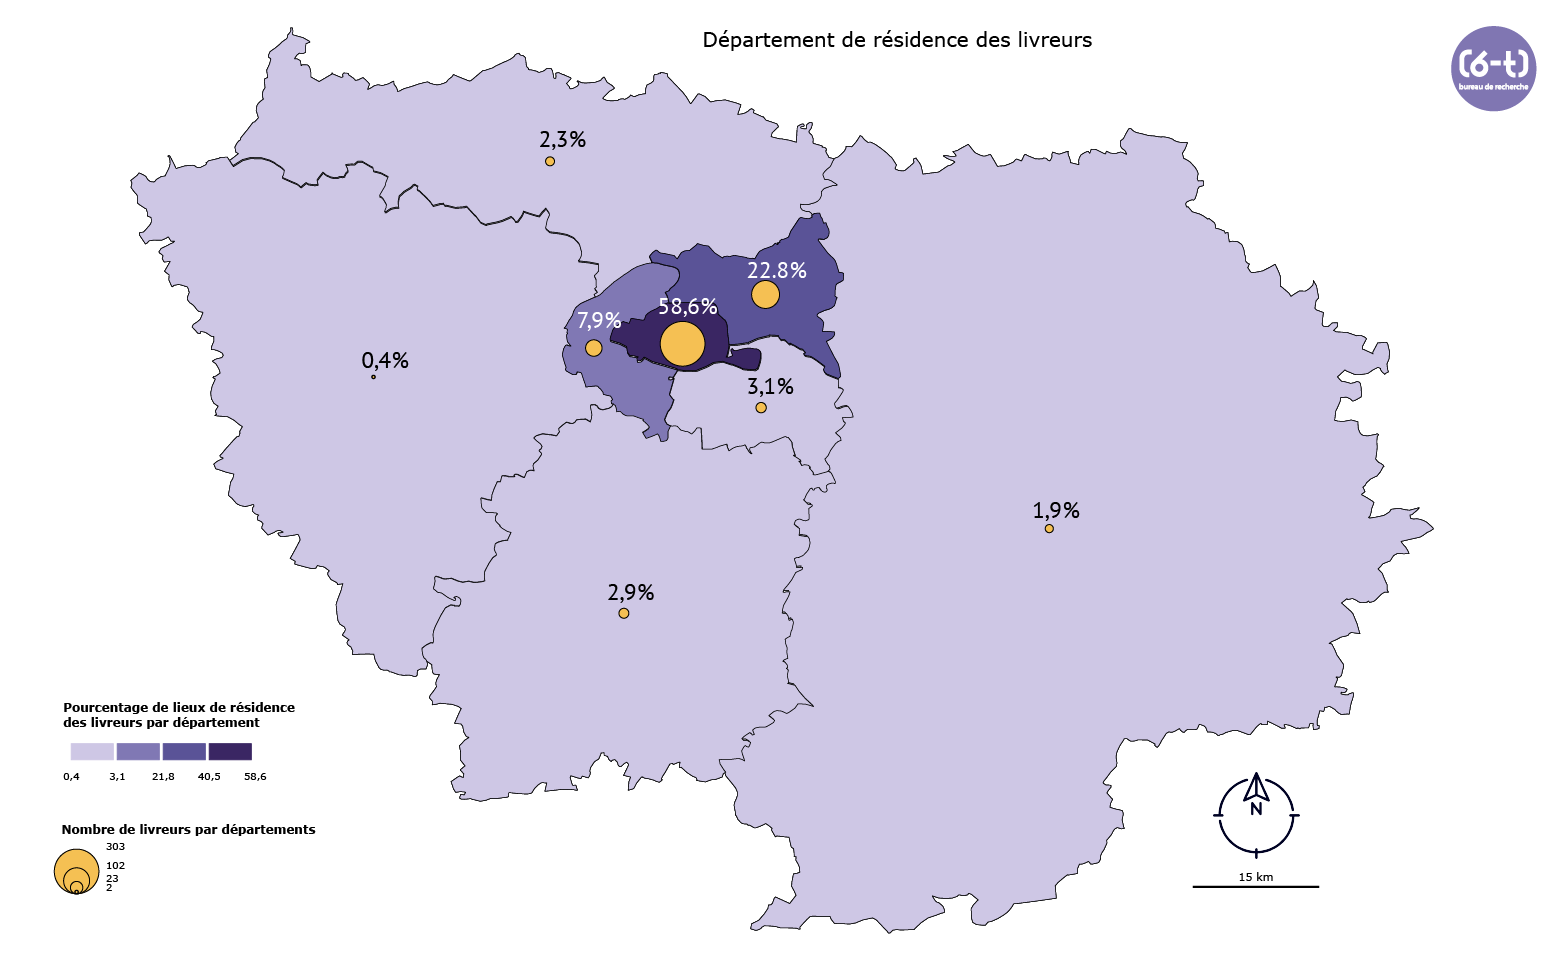 Département de résidence des livreurs
(6-t)
bureau de recherche
2,3%
22.8%
58,6%
7,9%
0,4%
3,1%
1,9%
2,9%
Pourcentage de lieux de résidence
des livreurs par département
0,4 3,1 21,8 40,5 58,6
Nombre de livreurs par départements
303
102
23
2
N
15 km